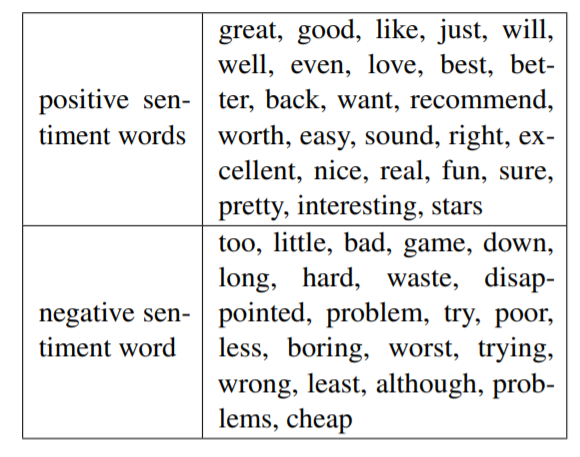 positive sen-
timent words
great, good, like, just, will,
well, even, love, best, bet-
ter, back, want, recommend,
worth, easy, sound, right, ex-
cellent, nice, real, fun, sure,
pretty, interesting, stars
negative sen-
timent word
too, little, bad, game, down,
long, hard, waste, disap-
pointed, problem, try, poor,
less, boring, worst, trying,
wrong, least, although, prob-
lems, cheap